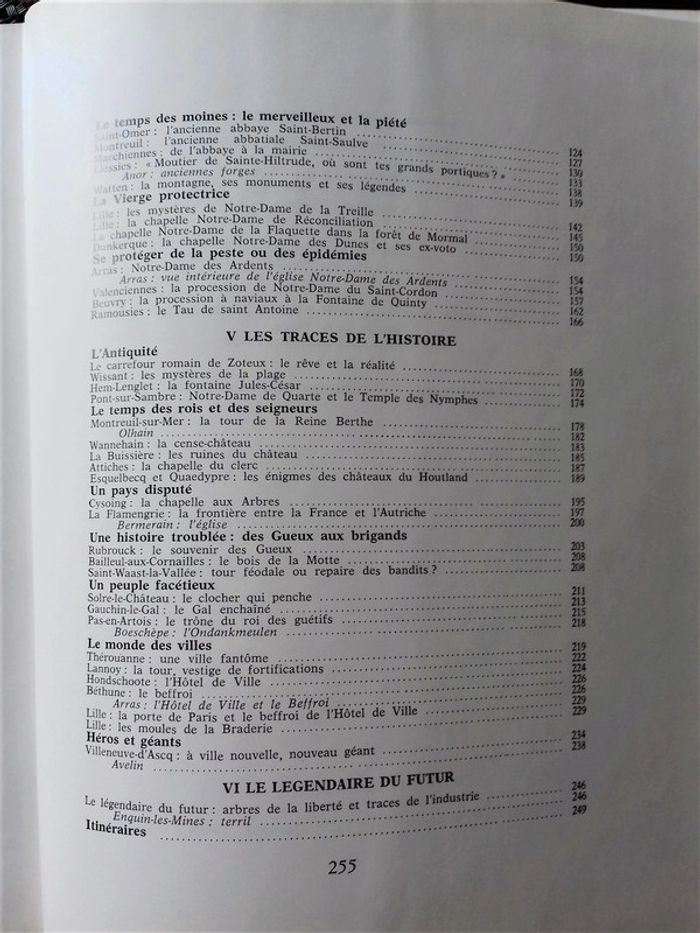 Le temps des moines : le merveilleux et la piété
Saint-Omer : l'ancienne abbaye Saint-Bertin ........ 124
Montreuil : l'ancienne abbatiale Saint-Saulve ........ 127
Marchiennes : de l'abbaye à la mairie ........ 130
Liessies : « Moutier de Sainte-Hiltrude, où sont tes grands portiques ? » ........ 133
Anor : anciennes forges ........ 138
Watten : la montagne, ses monuments et ses légendes ........ 139
La Vierge protectrice
Lille : les mystères de Notre-Dame de la Treille ........ 142
Lille : la chapelle Notre-Dame de Réconciliation ........ 145
La chapelle Notre-Dame de la Flaquette dans la forêt de Mormal ........ 150
Dunkerque : la chapelle Notre-Dame des Dunes et ses ex-voto ........ 150
Se protéger de la peste ou des épidémies
Arras : Notre-Dame des Ardents ........ 154
Arras : vue intérieure de l'église Notre-Dame des Ardents ........ 154
Valenciennes : la procession de Notre-Dame du Saint-Cordon ........ 157
Beuvry : la procession à naviaux à la Fontaine de Quinty ........ 162
Ramousies : le Tau de saint Antoine ........ 166
V LES TRACES DE L'HISTOIRE
L'Antiquité
Le carrefour romain de Zoteux : le rêve et la réalité ........ 168
Wissant : les mystères de la plage ........ 170
Hem-Lenglet : la fontaine Jules-César ........ 172
Pont-sur-Sambre : Notre-Dame de Quarte et le Temple des Nymphes ........ 174
Le temps des rois et des seigneurs
Montreuil-sur-Mer : la tour de la Reine Berthe ........ 178
Olhain ........ 182
Wannehain : la cense-château ........ 183
La Buissière : les ruines du château ........ 185
Attiches : la chapelle du clerc ........ 187
Esquelbecq et Quaedypre : les énigmes des châteaux du Houtland ........ 189
Un pays disputé
Cysoing : la chapelle aux Arbres ........ 195
La Flamengrie : la frontière entre la France et l'Autriche ........ 197
Bermerain : l'église ........ 200
Une histoire troublée : des Gueux aux brigands
Rubrouck : le souvenir des Gueux ........ 203
Bailleul-aux-Cornailles : le bois de la Motte ........ 208
Saint-Waast-la-Vallée : tour féodale ou repaire des bandits ? ........ 208
Un peuple facétieux
Solre-le-Château : le clocher qui penche ........ 211
Gauchin-le-Gal : le Gal enchaîné ........ 213
Pas-en-Artois : le trône du roi des guétifs ........ 215
Boeschèpe : l'Ondankmeulen ........ 218
Le monde des villes
Thérouanne : une ville fantôme ........ 219
Lannoy : la tour, vestige de fortifications ........ 222
Hondschoote : l'Hôtel de Ville ........ 224
Béthune : le beffroi ........ 226
Arras : l'Hôtel de Ville et le Beffroi ........ 226
Lille : la porte de Paris et le beffroi de l'Hôtel de Ville ........ 229
Lille : les moules de la Braderie ........ 229
Héros et géants
Villeneuve-d'Ascq : à ville nouvelle, nouveau géant ........ 234
Avelin ........ 238
VI LE LEGENDAIRE DU FUTUR
Le légendaire du futur : arbres de la liberté et traces de l'industrie ........ 246
Enquin-les-Mines : terril ........ 246
Itinéraires ........ 249
255